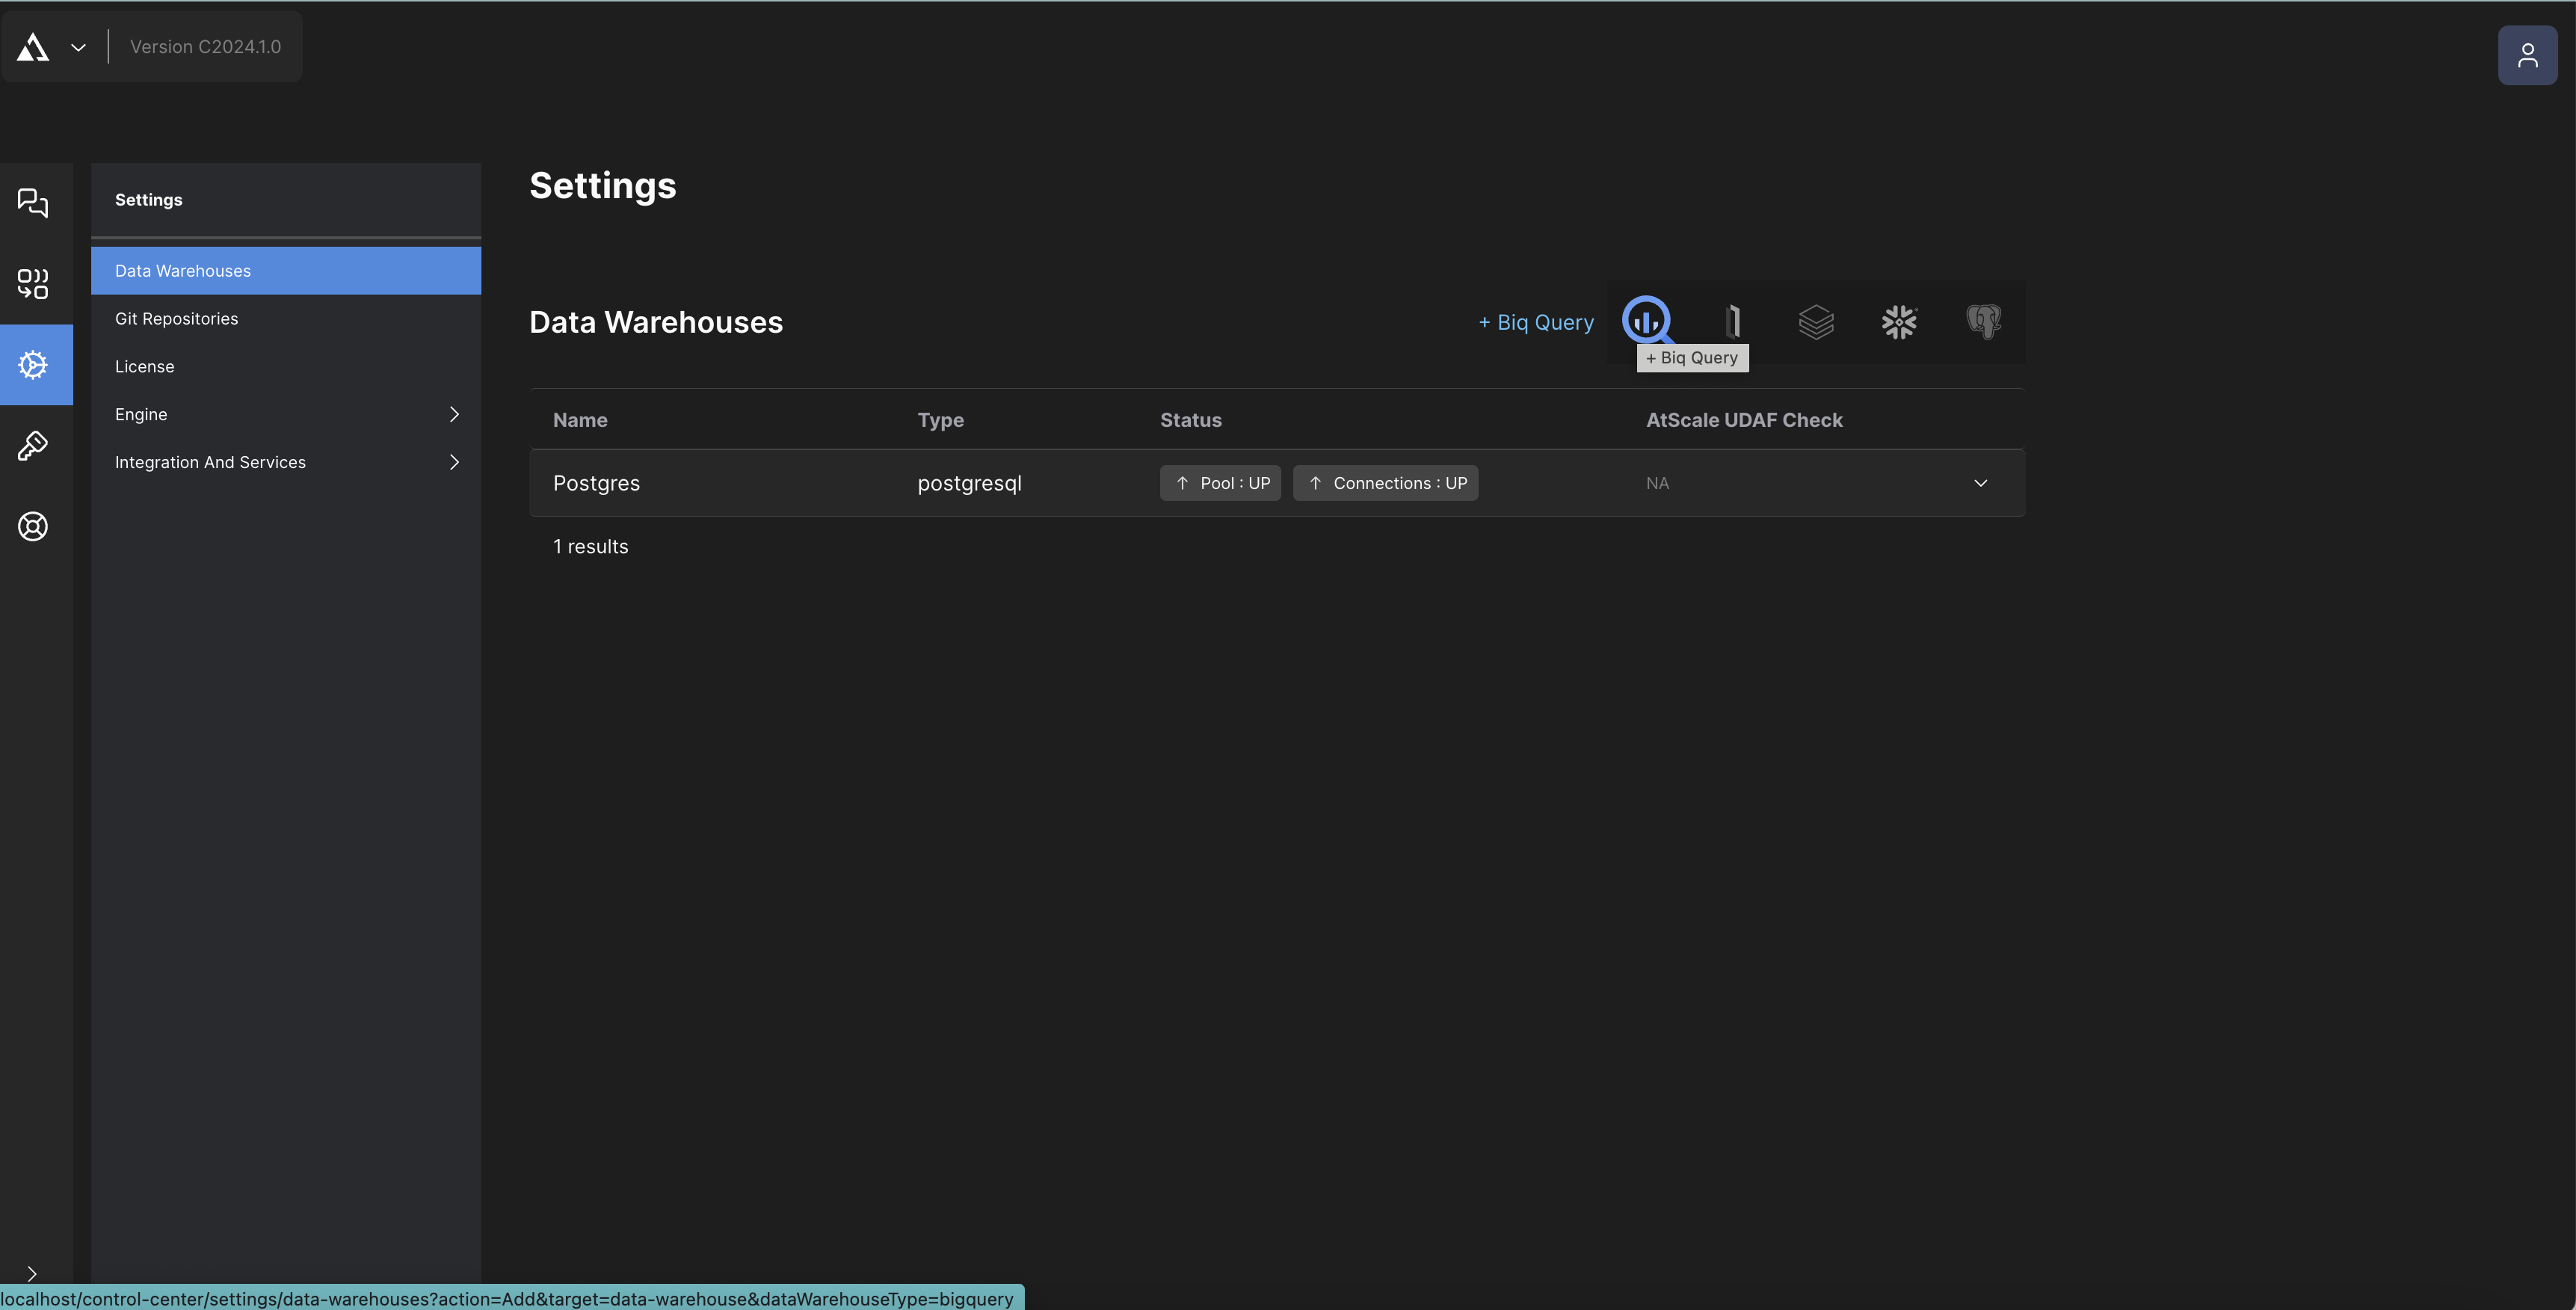 Version C2024.1.0
Settings
Data Warehouses
Git Repositories
License
Engine
Integration And Services
Settings
Data Warehouses
+ Biq Query
+ Biq Query
Name Type Status AtScale UDAF Check
Postgres postgresql ↑ Pool : UP ↑ Connections : UP NA
1 results
localhost/control-center/settings/data-warehouses?action=Add&target=data-warehouse&dataWarehouseType=bigquery